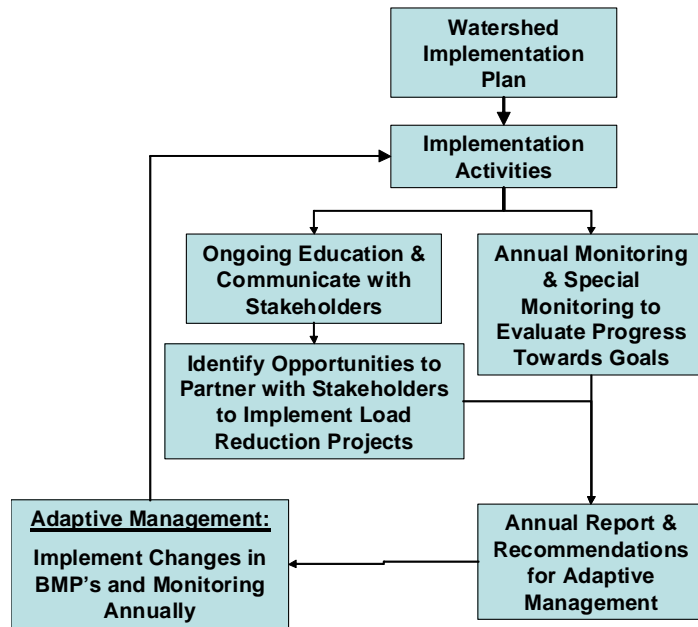 Watershed
Implementation
Plan
Implementation
Activities
Ongoing Education &
Communicate with
Stakeholders
Annual Monitoring
& Special
Monitoring to
Evaluate Progress
Towards Goals
Identify Opportunities to
Partner with Stakeholders
to Implement Load
Reduction Projects
Adaptive Management:
Implement Changes in
BMP's and Monitoring
Annually
Annual Report &
Recommendations
for Adaptive
Management